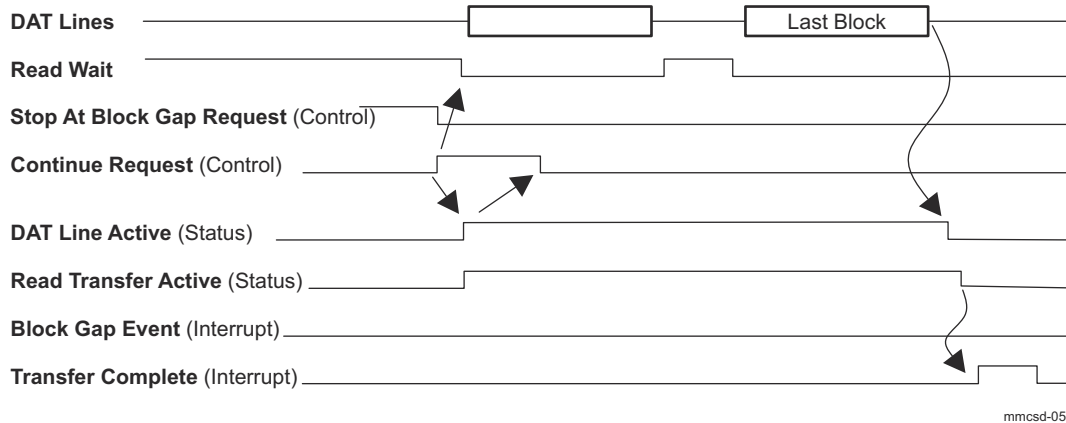 DAT Lines
Last Block
Read Wait
Stop At Block Gap Request (Control)
Continue Request (Control)
DAT Line Active (Status)
Read Transfer Active (Status)
Block Gap Event (Interrupt)
Transfer Complete (Interrupt)
mmcsd-05